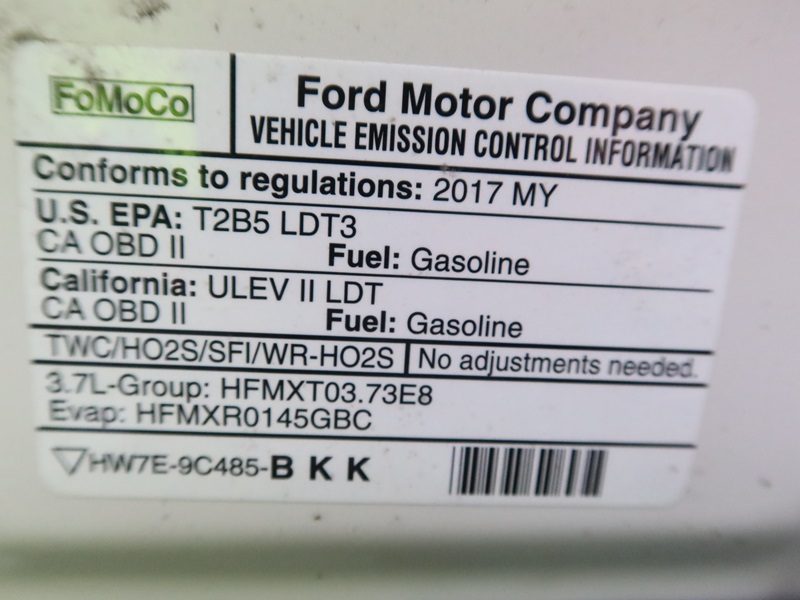 FoMoCo
Ford Motor Company
VEHICLE EMISSION CONTROL INFORMATION
Conforms to regulations: 2017 MY
U.S. EPA: T2B5 LDT3
CA OBD II Fuel: Gasoline
California: ULEV II LDT
CA OBD II Fuel: Gasoline
TWC/HO2S/SFI/WR-HO2S No adjustments needed.
3.7L-Group: HFMXT03.73E8
Evap: HFMXR0145GBC
HW7E-9C485-B K K